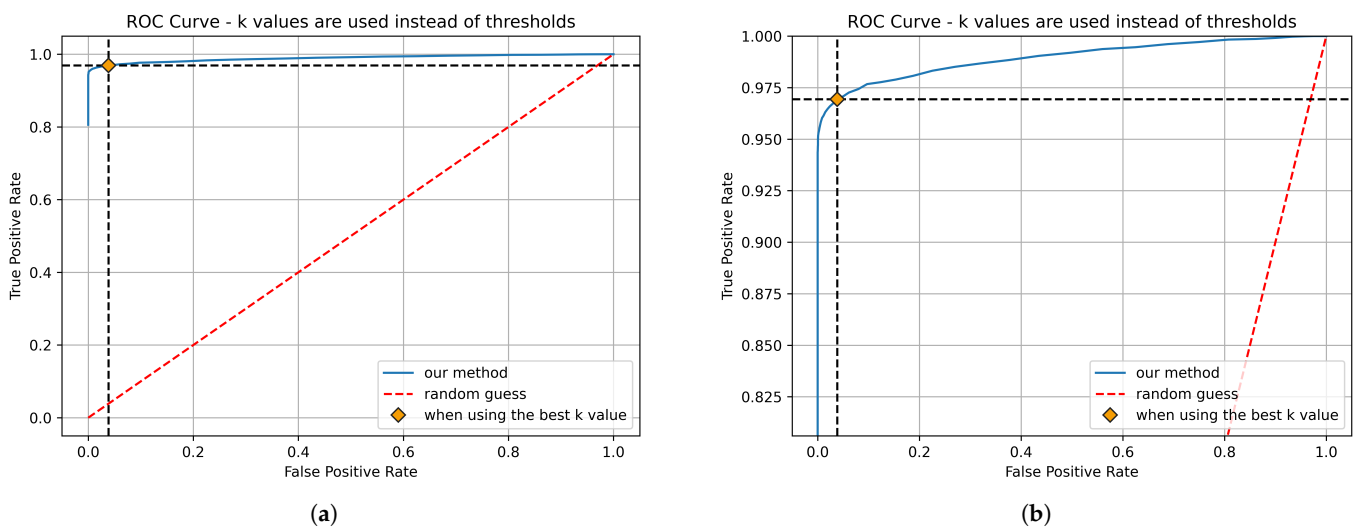 ROC Curve - k values are used instead of thresholds
True Positive Rate
1.0
0.8
0.6
0.4
0.2
0.0
our method
random guess
when using the best k value
0.0 0.2 0.4 0.6 0.8 1.0
False Positive Rate
(a)
ROC Curve - k values are used instead of thresholds
True Positive Rate
1.000
0.975
0.950
0.925
0.900
0.875
0.850
0.825
our method
random guess
when using the best k value
0.0 0.2 0.4 0.6 0.8 1.0
False Positive Rate
(b)